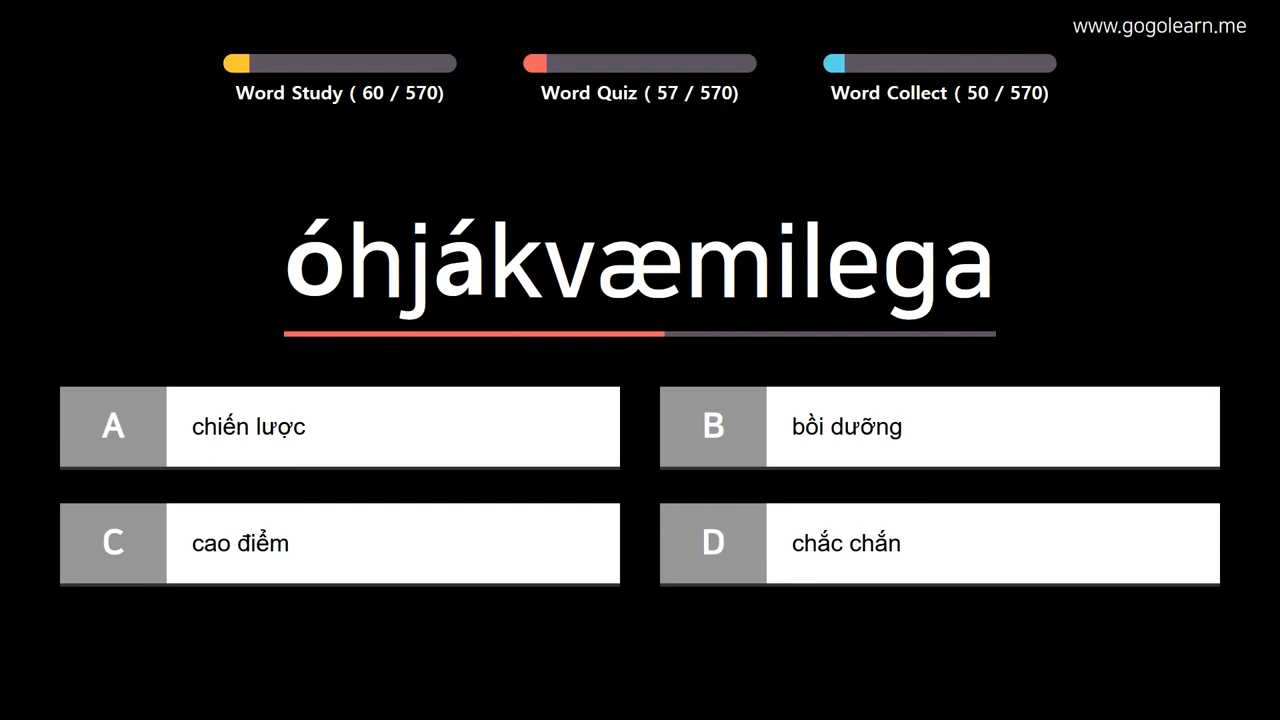 www.gogolearn.me
Word Study ( 60 / 570)
Word Quiz ( 57 / 570)
Word Collect ( 50 / 570)
óhjákvæmilega
A chiến lược
B bồi dưỡng
C cao điểm
D chắc chắn